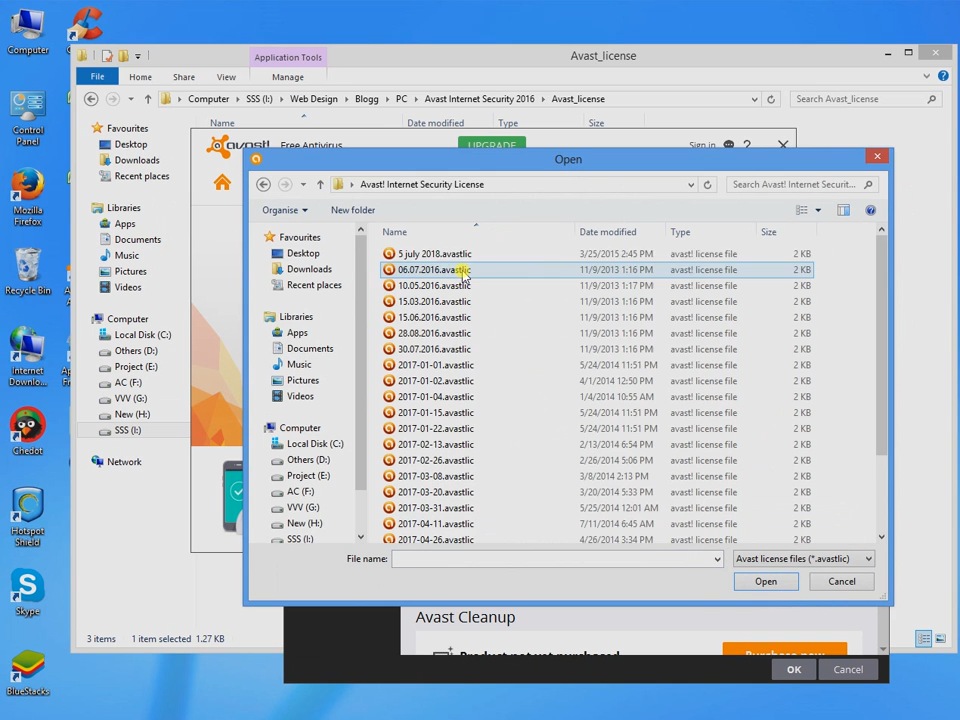 Computer
Control
Panel
Mozilla
Firefox
Recycle Bin
Internet
Downlo...
Chedot
Hotspot
Shield
Skype
BlueStacks
Application Tools
Avast_license
File
Home
Share
View
Manage
Computer
SSS (I:)
Web Design
Blogg
PC
Avast Internet Security 2016
Avast_license
Search Avast_license
Name
Date modified
Type
Size
Favourites
Desktop
Downloads
Recent places
Libraries
Apps
Documents
Music
Pictures
Videos
Computer
Local Disk (C:)
Others (D:)
Project (E:)
AC (F:)
VVV (G:)
New (H:)
SSS (I:)
Network
3 items
1 item selected 1.27 KB
avast!
Free Antivirus
UPGRADE
Sign in
Open
Avast! Internet Security License
Search Avast! Internet Securit...
Organise
New folder
Name
Date modified
Type
Size
Favourites
Desktop
Downloads
Recent places
Libraries
Apps
Documents
Music
Pictures
Videos
Computer
Local Disk (C:)
Others (D:)
Project (E:)
AC (F:)
VVV (G:)
New (H:)
SSS (I:)
5 july 2018.avastlic 3/25/2015 2:45 PM avast! license file 2 KB
06.07.2016.avastlic 11/9/2013 1:16 PM avast! license file 2 KB
10.05.2016.avastlic 11/9/2013 1:17 PM avast! license file 2 KB
15.03.2016.avastlic 11/9/2013 1:16 PM avast! license file 2 KB
15.06.2016.avastlic 11/9/2013 1:16 PM avast! license file 2 KB
28.08.2016.avastlic 11/9/2013 1:16 PM avast! license file 2 KB
30.07.2016.avastlic 11/9/2013 1:16 PM avast! license file 2 KB
2017-01-01.avastlic 5/24/2014 11:51 PM avast! license file 2 KB
2017-01-02.avastlic 4/1/2014 12:50 PM avast! license file 2 KB
2017-01-04.avastlic 1/4/2014 10:55 AM avast! license file 2 KB
2017-01-15.avastlic 5/24/2014 11:51 PM avast! license file 2 KB
2017-01-22.avastlic 5/24/2014 11:51 PM avast! license file 2 KB
2017-02-13.avastlic 2/13/2014 6:54 PM avast! license file 2 KB
2017-02-26.avastlic 2/26/2014 5:06 PM avast! license file 2 KB
2017-03-08.avastlic 3/8/2014 2:13 PM avast! license file 2 KB
2017-03-20.avastlic 3/20/2014 5:33 PM avast! license file 2 KB
2017-03-31.avastlic 5/25/2014 12:01 AM avast! license file 2 KB
2017-04-11.avastlic 7/11/2014 6:45 AM avast! license file 2 KB
2017-04-26.avastlic 4/26/2014 3:34 PM avast! license file 2 KB
File name:
Avast license files (*.avastlic)
Open
Cancel
Avast Cleanup
Product not yet purchased
Purchase now
OK
Cancel